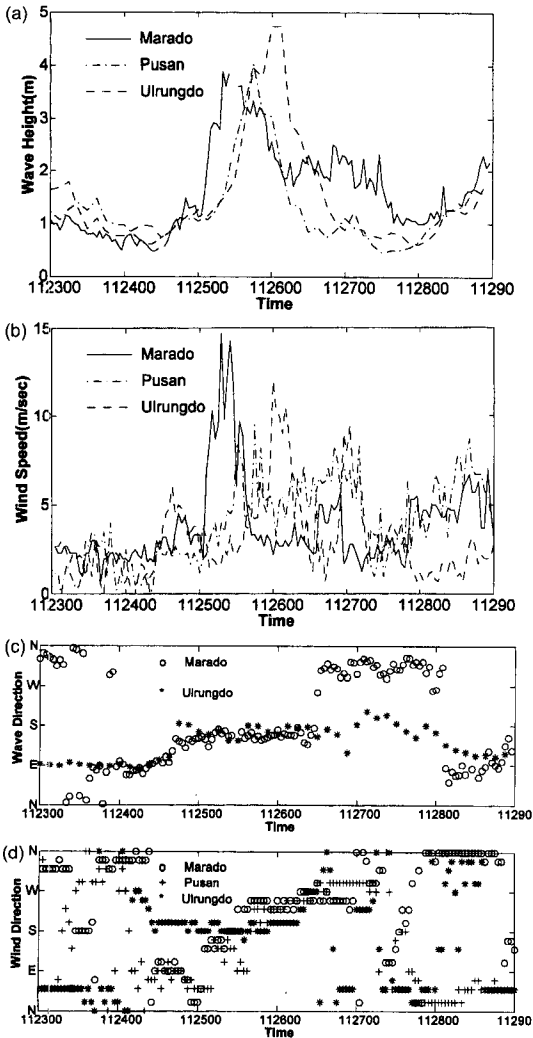 (a)
5
4
3
2
1
0
Wave Height(m)
Marado
Pusan
Ulrungdo
112300 112400 112500 112600 112700 112800 11290
Time
(b)
15
10
5
0
Wind Speed(m/sec)
Marado
Pusan
Ulrungdo
112300 112400 112500 112600 112700 112800 11290
Time
(c)
N
W
S
E
N
Wave Direction
Marado
Ulrungdo
112300 112400 112500 112600 112700 112800 11290
Time
(d)
N
W
S
E
N
Wind Direction
Marado
Pusan
Ulrungdo
112300 112400 112500 112600 112700 112800 11290
Time